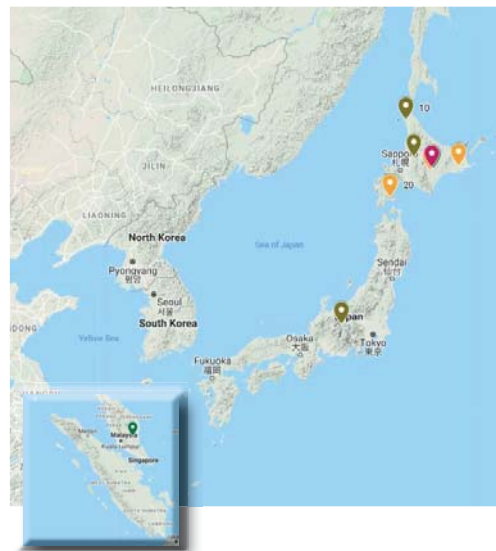 HEILONGJIANG
10
Sapporo
札幌
JILIN
20
LIAONING
North Korea
Sea of Japan
Pyongyang
평양
Sendai
仙台
Seoul
서울
South Korea
Japan
Yellow Sea
Osaka
大阪
Tokyo
東京
Fukuoka
福岡
Medan
Malaysia
Kuala Lumpur
Singapore